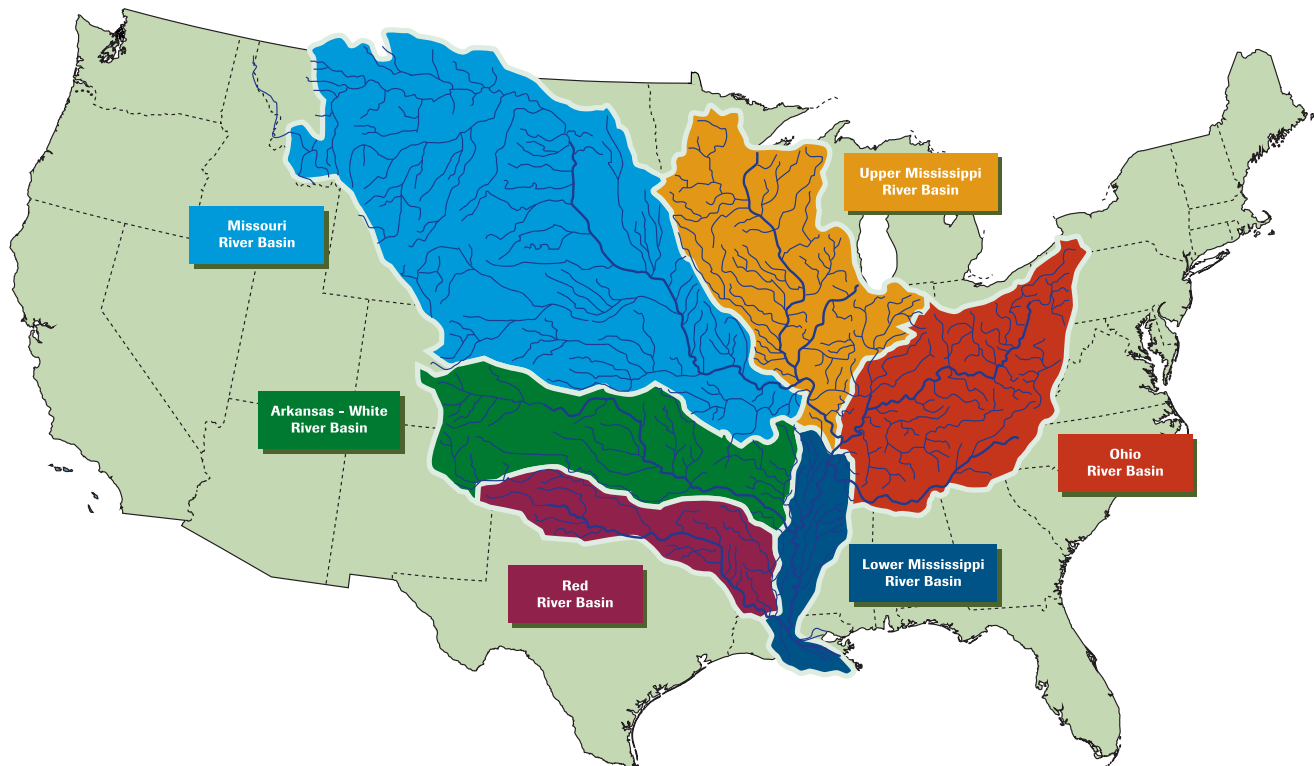 Upper Mississippi
River Basin
Missouri
River Basin
Arkansas - White
River Basin
Ohio
River Basin
Lower Mississippi
River Basin
Red
River Basin